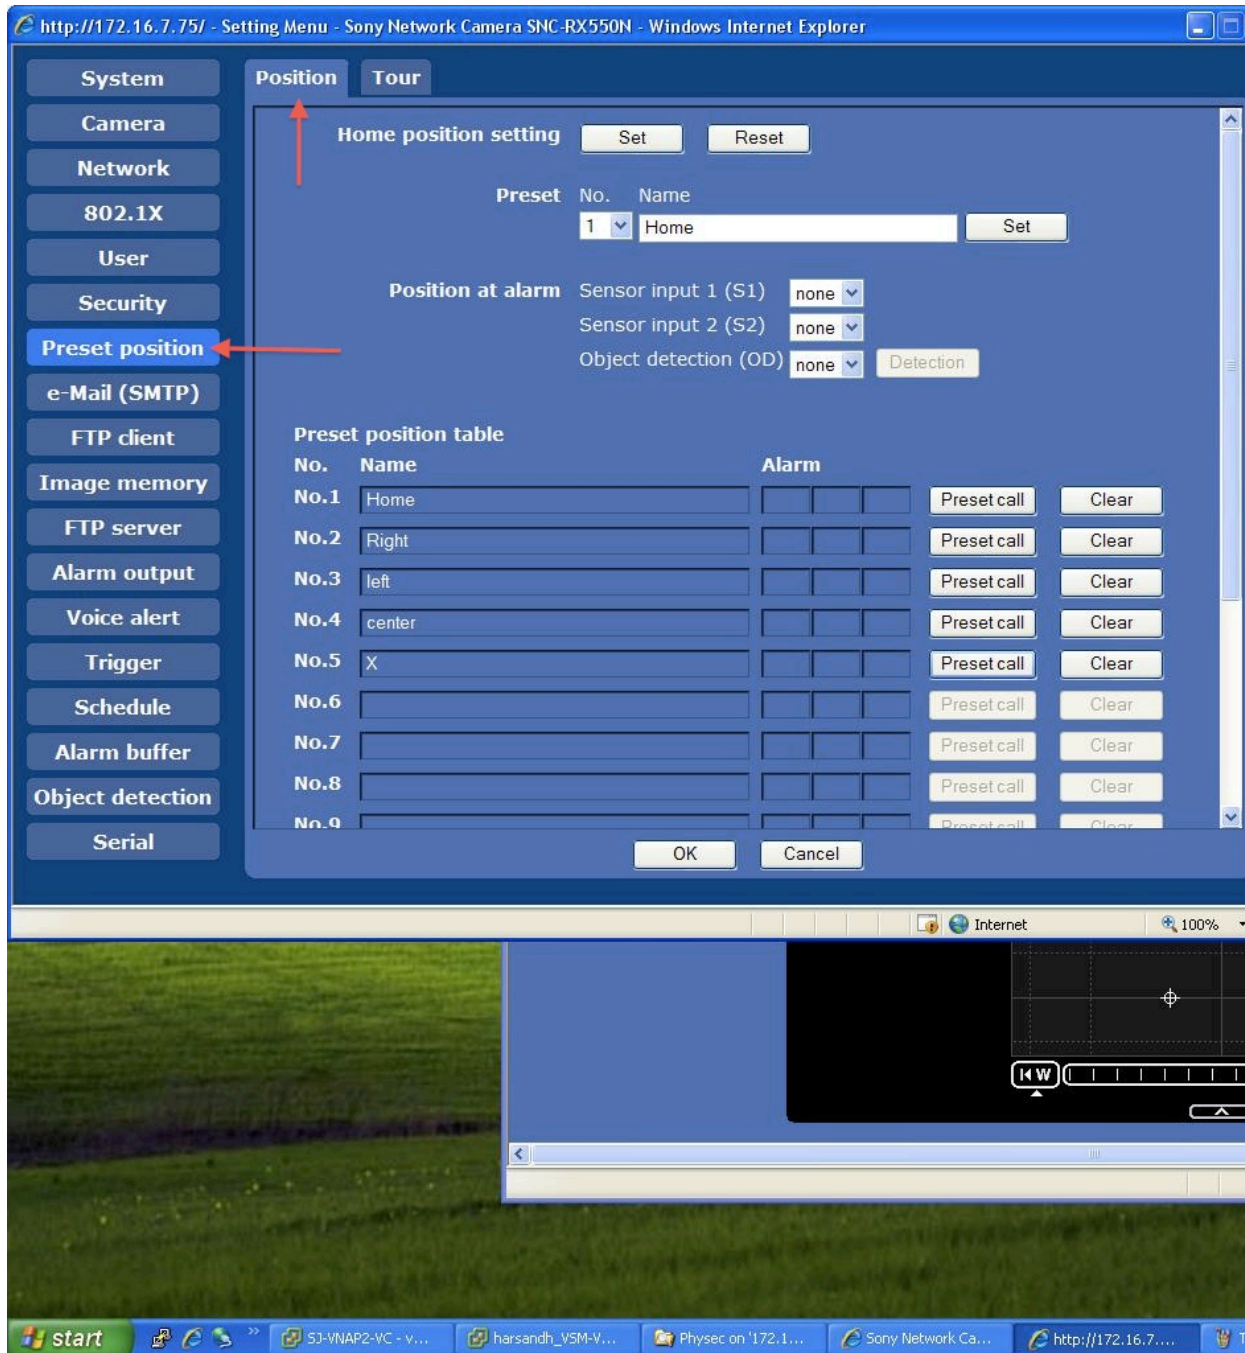 http://172.16.7.75/ - Setting Menu - Sony Network Camera SNC-RX550N - Windows Internet Explorer
System
Camera
Network
802.1X
User
Security
Preset position
e-Mail (SMTP)
FTP client
Image memory
FTP server
Alarm output
Voice alert
Trigger
Schedule
Alarm buffer
Object detection
Serial
Position Tour
Home position setting Set Reset
Preset No. Name
1 Home Set
Position at alarm Sensor input 1 (S1) none
Sensor input 2 (S2) none
Object detection (OD) none Detection
Preset position table
No. Name Alarm
No.1 Home Preset call Clear
No.2 Right Preset call Clear
No.3 left Preset call Clear
No.4 center Preset call Clear
No.5 X Preset call Clear
No.6 Preset call Clear
No.7 Preset call Clear
No.8 Preset call Clear
No.9 Preset call Clear
OK Cancel
Internet 100%
W
start SJ-VNAP2-VC - v... harsandh_VSM-V... Physec on '172.1... Sony Network Ca... http://172.16.7.... T